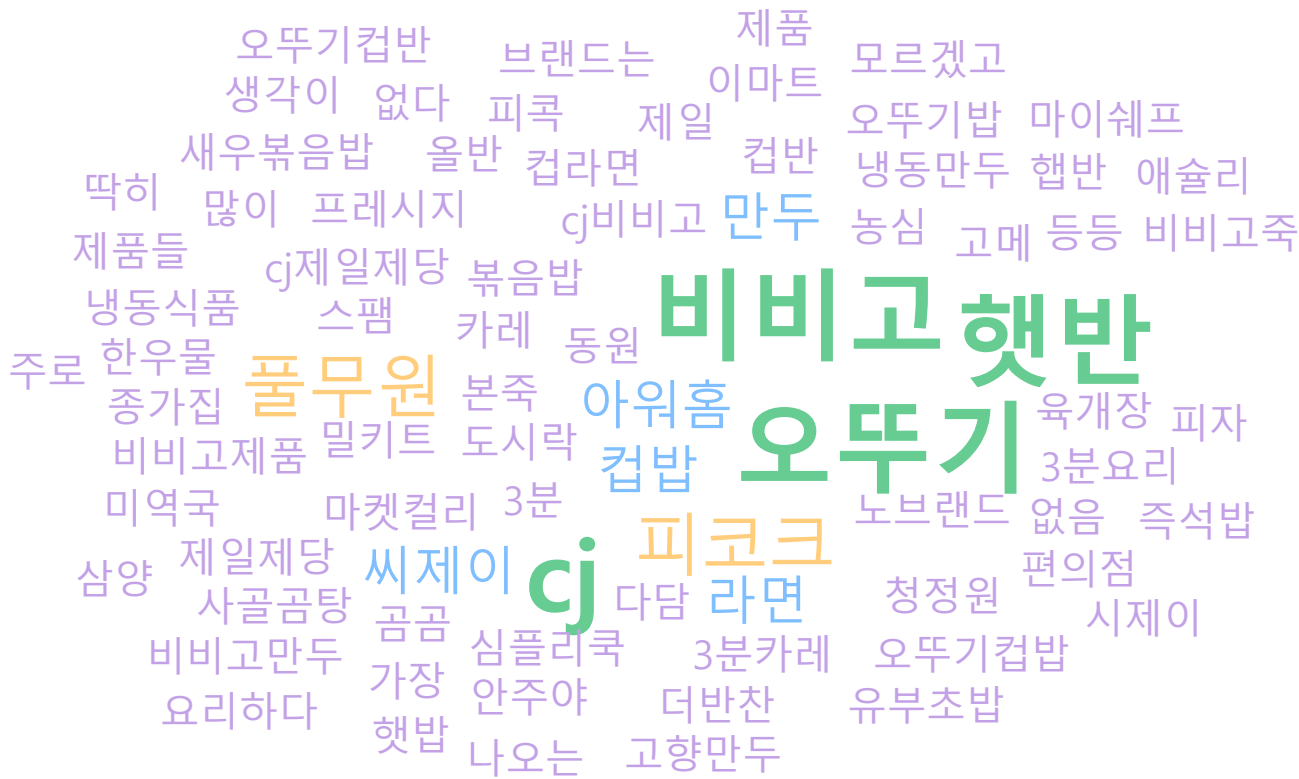 제품
오뚜기컵반 브랜드는 모르겠고
생각이 없다 피콕 이마트
제일 오뚜기밥 마이쉐프
새우볶음밥 올반 컵라면 컵반 냉동만두 햅반 애슐리
딱히 많이 프레시지 cj비비고 만두 농심 고메 등등 비비고죽
제품들 cj제일제당 볶음밥
냉동식품 스팸 카레 동원 비비고 햇반
주로 한우물 풀무원 본죽 아워홈
종가집 오뚜기 육개장 피자
비비고제품 밀키트 도시락 컵밥 3분요리
미역국 마켓컬리 3분 노브랜드 없음 즉석밥
삼양 제일제당 씨제이 cj 피코크 편의점
사골곰탕 곰곰 다담 라면 청정원 시제이
비비고만두 심플리쿡 3분카레 오뚜기컵밥
요리하다 가장 안주야 더반찬 유부초밥
햇밥 나오는 고향만두